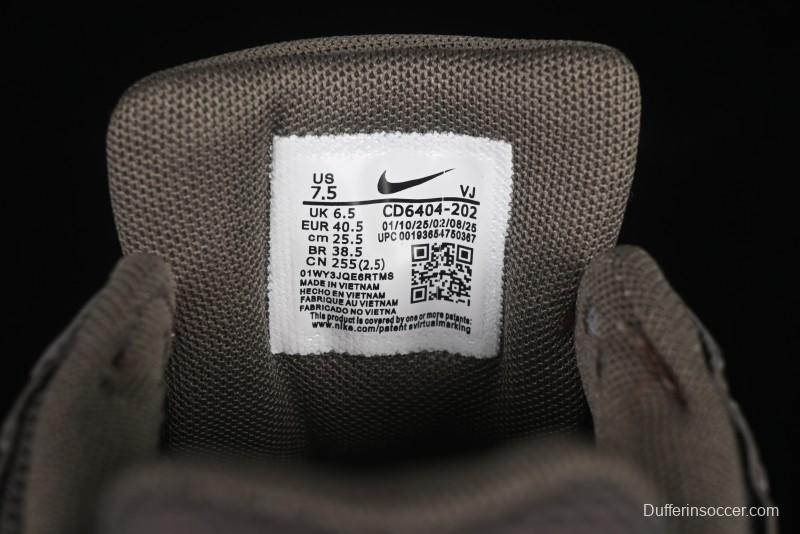 US
7.5
VJ
UK 6.5
EUR 40.5
cm 25.5
BR 38.5
CN 255(2.5)
CD6404-202
01/10/25/02/08/25
UPC 00193654750367
01WY3JQE6RTMS
MADE IN VIETNAM
HECHO EN VIETNAM
FABRIQUE AU VIETNAM
FABRICADO NO VIETNA
This product is covered by one or more patents:
www.nike.com/patent svirtualmarking
Dufferinsoccer.com